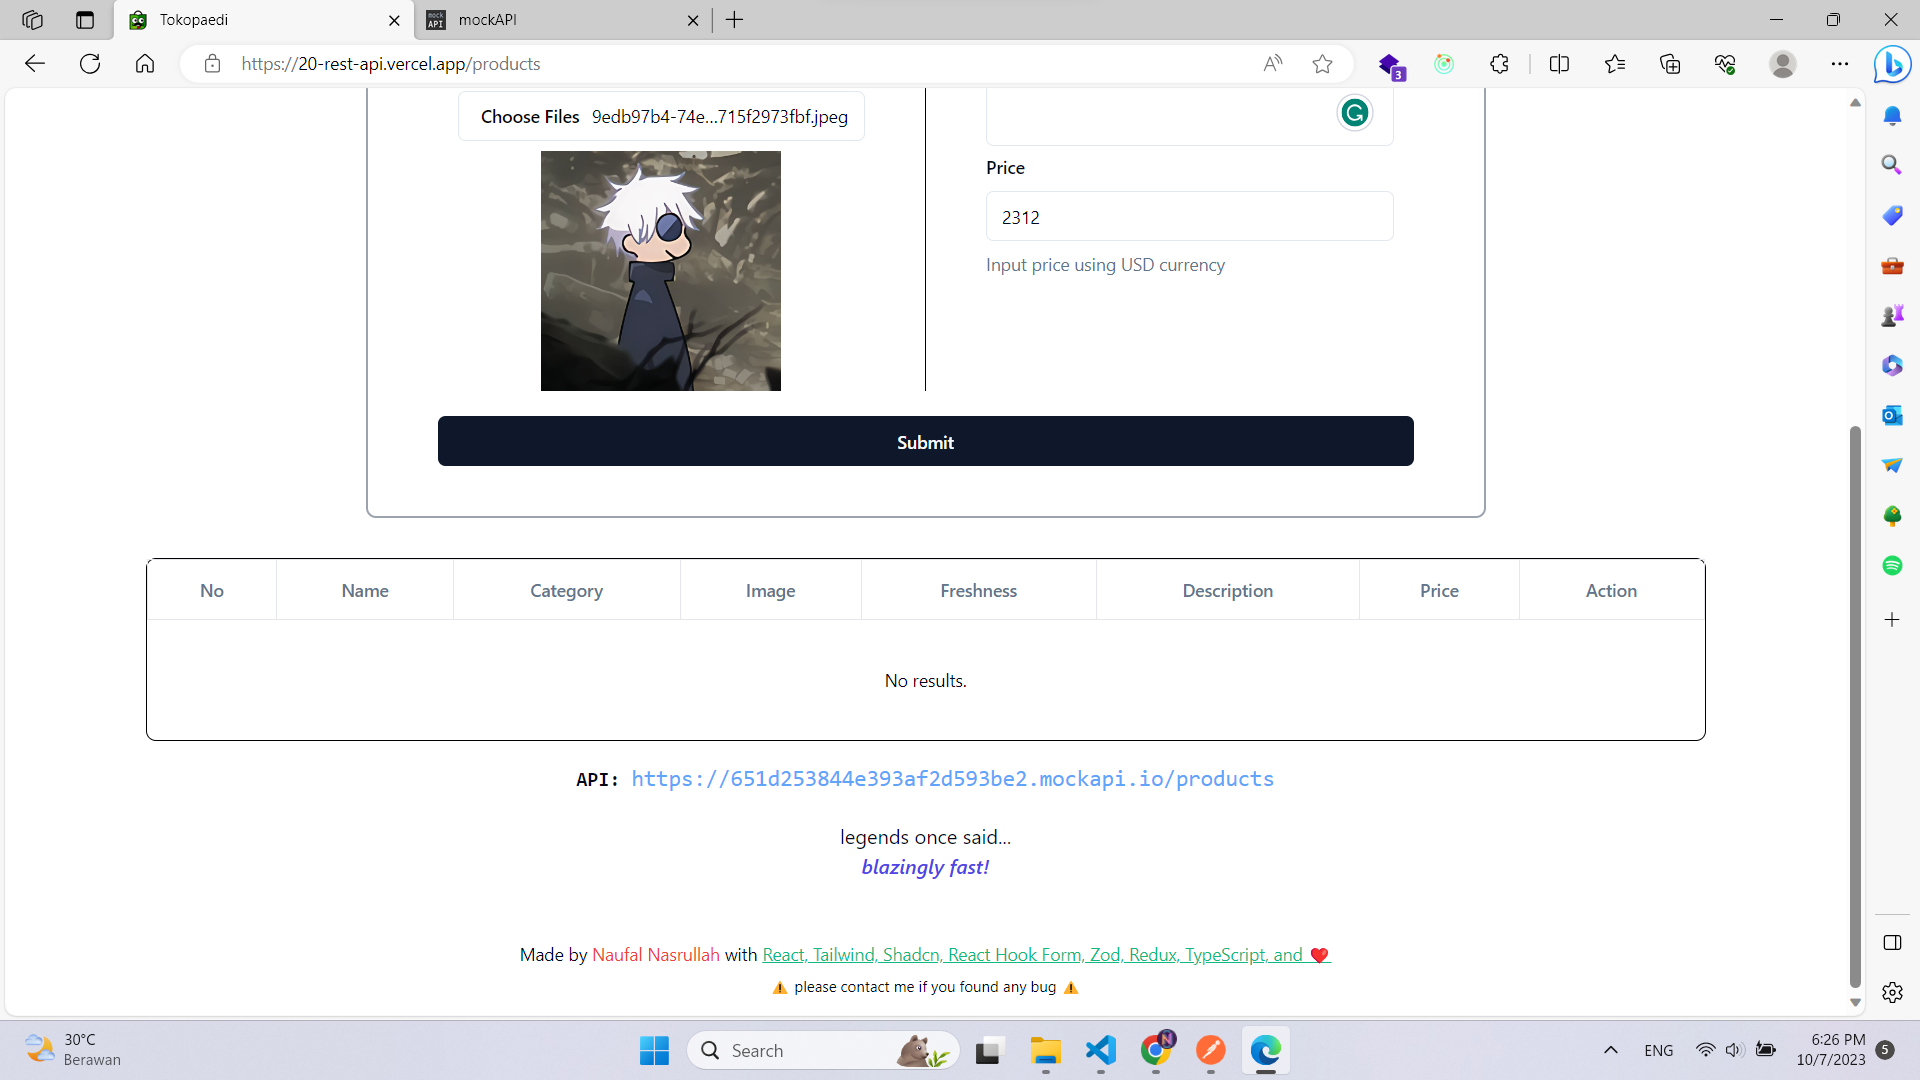 Tokopaedi
mock
API
mockAPI
https://20-rest-api.vercel.app/products
3
Choose Files 9edb97b4-74e...715f2973fbf.jpeg
Price
2312
Input price using USD currency
Submit
No Name Category Image Freshness Description Price Action
No results.
API: https://651d253844e393af2d593be2.mockapi.io/products
legends once said...
blazingly fast!
Made by Naufal Nasrullah with React, Tailwind, Shadcn, React Hook Form, Zod, Redux, TypeScript, and ❤️
⚠️ please contact me if you found any bug ⚠️
30°C
Berawan
Search
N
ENG
6:26 PM
10/7/2023
5